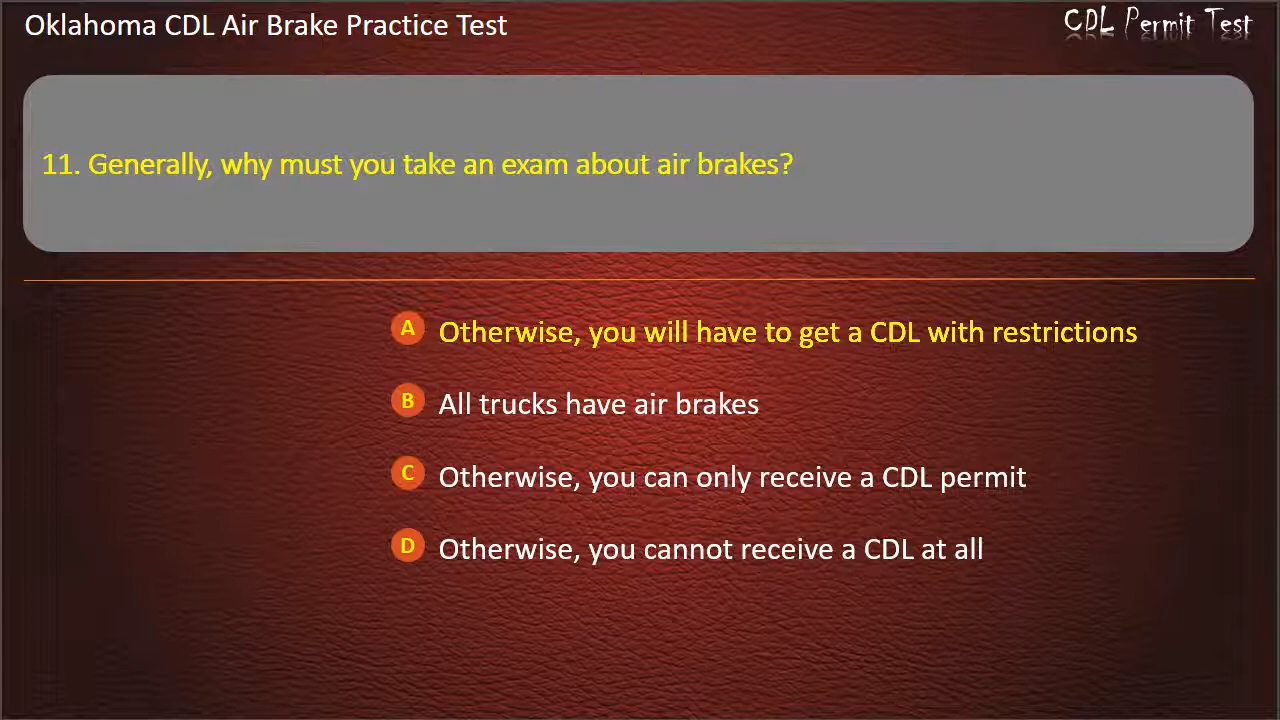 Oklahoma CDL Air Brake Practice Test
CDL Permit Test
11. Generally, why must you take an exam about air brakes?
A Otherwise, you will have to get a CDL with restrictions
B All trucks have air brakes
C Otherwise, you can only receive a CDL permit
D Otherwise, you cannot receive a CDL at all